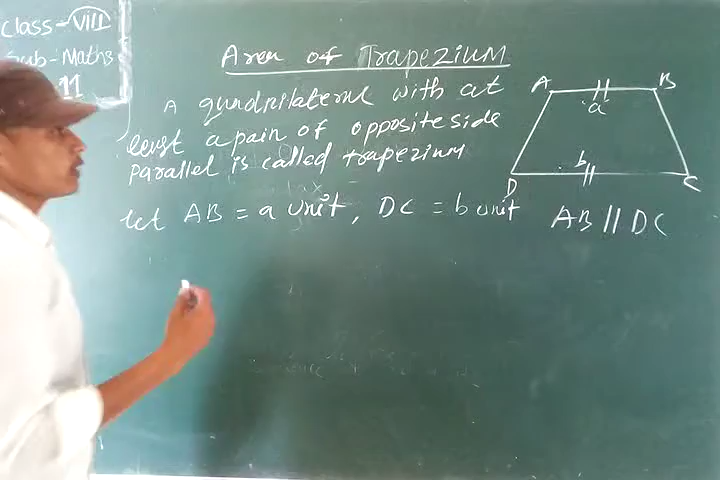 Class-VIII
Sub-Maths
11
Area of Trapezium
A quadrilateral with at
least a pair of opposite side
parallel is called trapezium
let AB = a unit, DC = b unit AB || DC
A B
a
b
D C